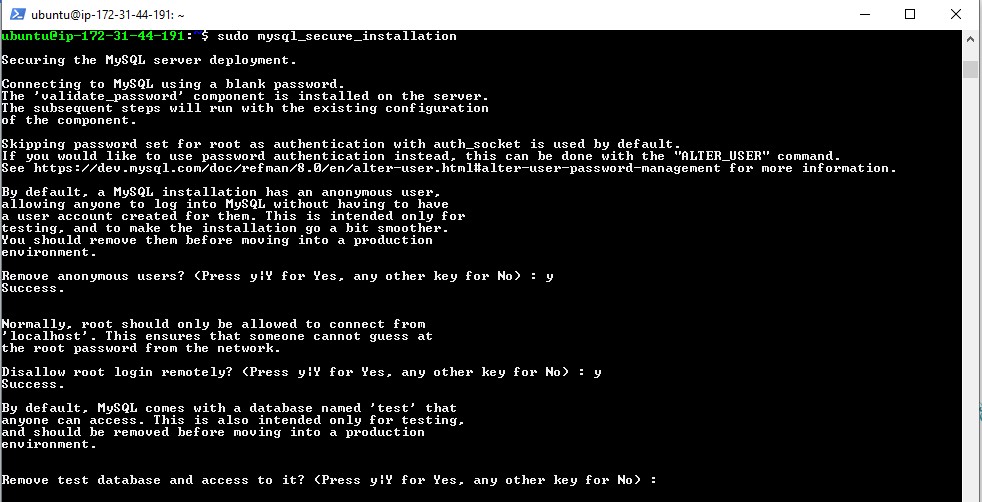 ubuntu@ip-172-31-44-191: ~
ubuntu@ip-172-31-44-191:~$ sudo mysql_secure_installation
Securing the MySQL server deployment.
Connecting to MySQL using a blank password.
The 'validate_password' component is installed on the server.
The subsequent steps will run with the existing configuration
of the component.
Skipping password set for root as authentication with auth_socket is used by default.
If you would like to use password authentication instead, this can be done with the "ALTER_USER" command.
See https://dev.mysql.com/doc/refman/8.0/en/alter-user.html#alter-user-password-management for more information.
By default, a MySQL installation has an anonymous user,
allowing anyone to log into MySQL without having to have
a user account created for them. This is intended only for
testing, and to make the installation go a bit smoother.
You should remove them before moving into a production
environment.
Remove anonymous users? (Press y|Y for Yes, any other key for No) : y
Success.
Normally, root should only be allowed to connect from
'localhost'. This ensures that someone cannot guess at
the root password from the network.
Disallow root login remotely? (Press y|Y for Yes, any other key for No) : y
Success.
By default, MySQL comes with a database named 'test' that
anyone can access. This is also intended only for testing,
and should be removed before moving into a production
environment.
Remove test database and access to it? (Press y|Y for Yes, any other key for No) :